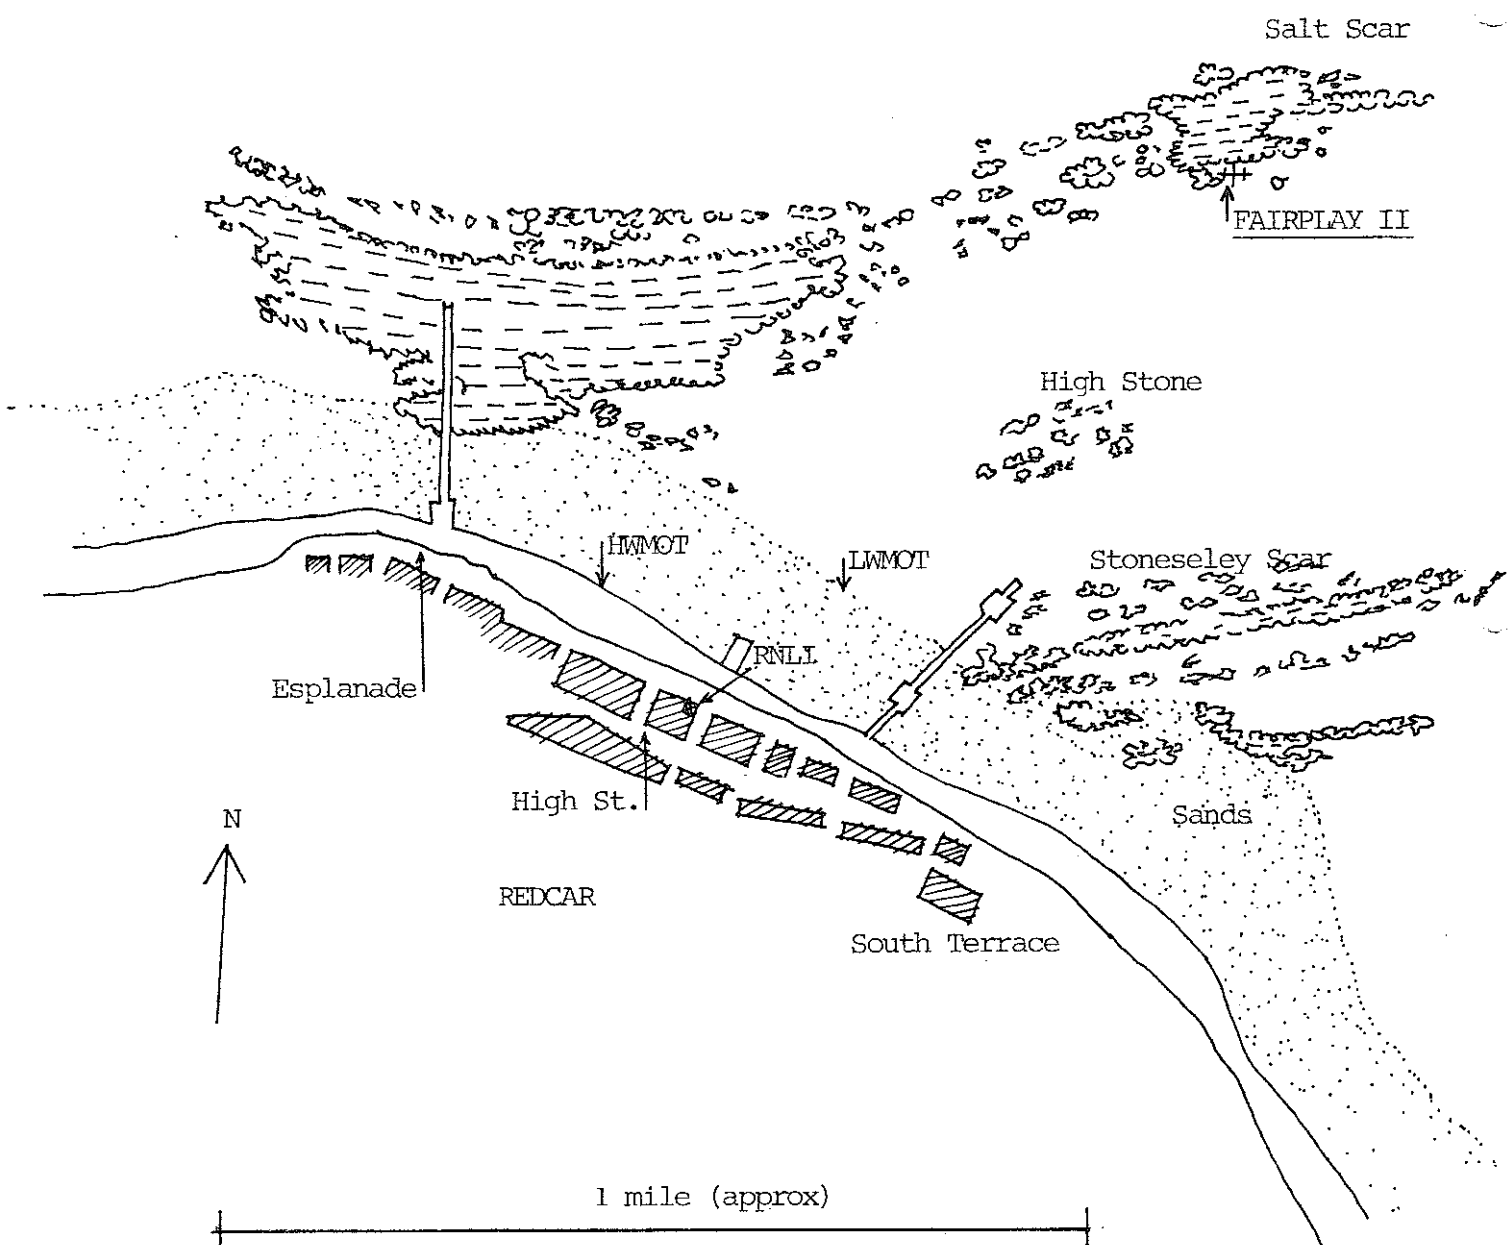 Salt Scar
FAIRPLAY II
High Stone
HWMOT
LWMOT
Stoneseley Scar
RNLI
Esplanade
High St.
Sands
N
REDCAR
South Terrace
1 mile (approx)